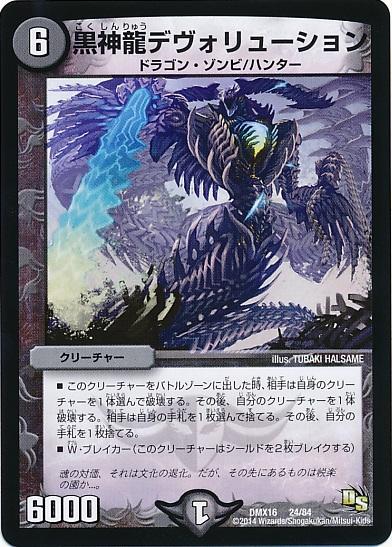 6
こくしんりゅう
黒神龍デヴォリューション
ドラゴン・ゾンビ/ハンター
クリーチャー
illus. TUBAKI HALSAME
■このクリーチャーをバトルゾーンに出した時、相手は自身のクリー
チャーを1体選んで破壊する。その後、自分のクリーチャーを1体
破壊する。相手は自身の手札を1枚選んで捨てる。その後、自分の
手札を1枚捨てる。
■W・ブレイカー(このクリーチャーはシールドを2枚ブレイクする)
魂の対価、それは文化の退化。だが、その先にあるものは悦楽
の園か…。
6000
DMX16 24/84
DS
©2014 Wizards/Shogakukan/Mitsui-Kids